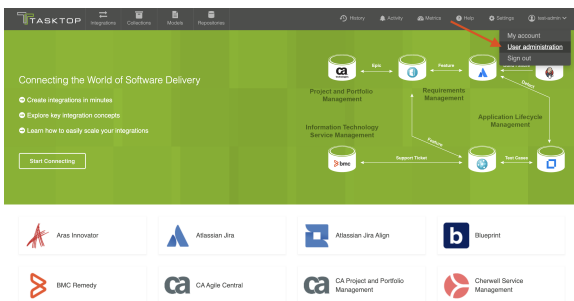 TASKTOP
Integrations
Collections
Models
Repositories
History
Activity
Metrics
Help
Settings
tasktopadmin
My account
User administration
Sign out
Connecting the World of Software Delivery
Create integrations in minutes
Explore key integration concepts
Learn how to easily scale your integrations
Start Connecting
ca
Epic
Feature
Project and Portfolio
Management
Requirements
Management
Defect
Application Lifecycle
Management
Information Technology
Service Management
Feature
bmc
Support Ticket
Test Cases
Aras Innovator
Atlassian Jira
Atlassian Jira Align
b
Blueprint
BMC Remedy
ca
CA Agile Central
ca
CA Project and Portfolio
Management
Cherwell Service
Management